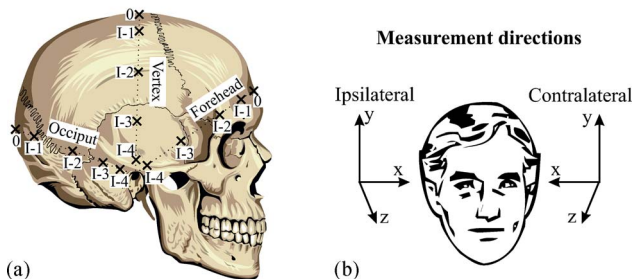 0
I-1
I-2
Vertex
I-3
I-4
Forehead
0
I-1
I-2
I-3
I-4
Occiput
0
I-1
I-2
I-3
I-4
(a)
Measurement directions
Ipsilateral
y
x
z
Contralateral
y
x
z
(b)